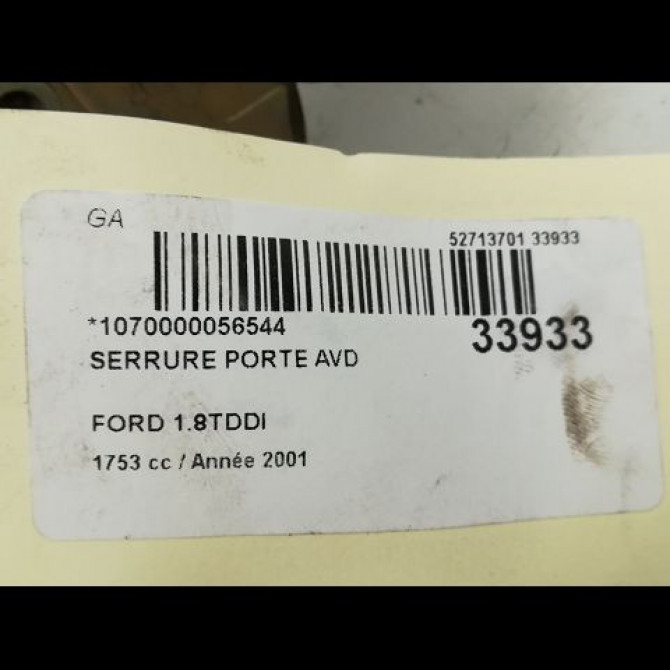 GA
52713701 33933
*1070000056544
33933
SERRURE PORTE AVD
FORD 1.8TDDI
1753 cc / Année 2001